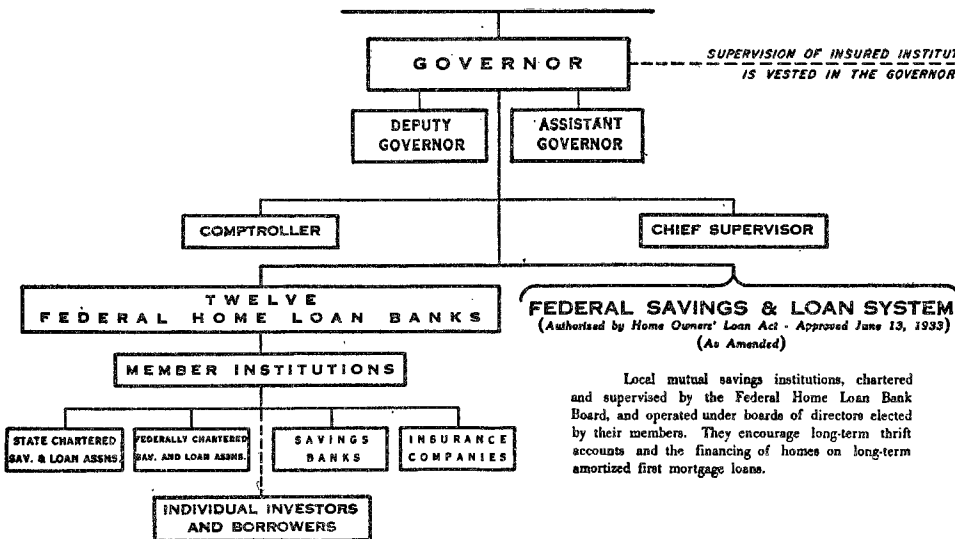 GOVERNOR
SUPERVISION OF INSURED INSTITUT
IS VESTED IN THE GOVERNOR
DEPUTY
GOVERNOR
ASSISTANT
GOVERNOR
COMPTROLLER
CHIEF SUPERVISOR
TWELVE
FEDERAL HOME LOAN BANKS
FEDERAL SAVINGS & LOAN SYSTEM
(Authorized by Home Owners' Loan Act - Approved June 13, 1933)
(As Amended)
MEMBER INSTITUTIONS
Local mutual savings institutions, chartered
and supervised by the Federal Home Loan Bank
Board, and operated under boards of directors elected
by their members. They encourage long-term thrift
accounts and the financing of homes on long-term
amortized first mortgage loans.
STATE CHARTERED
SAV. & LOAN ASSNS.
FEDERALLY CHARTERED
SAV. AND LOAN ASSNS.
SAVINGS
BANKS
INSURANCE
COMPANIES
INDIVIDUAL INVESTORS
AND BORROWERS